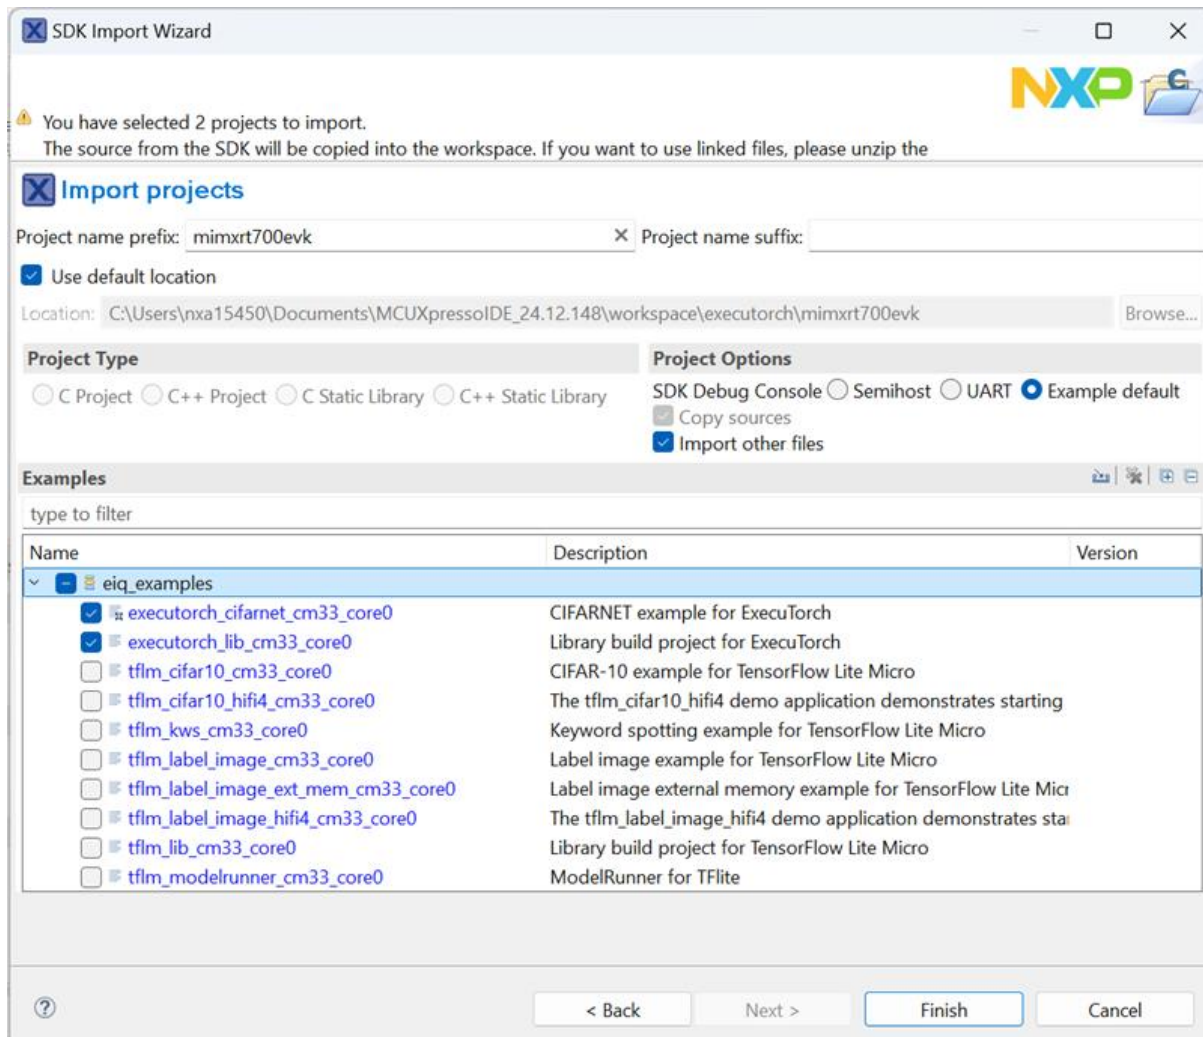 SDK Import Wizard
NXP
You have selected 2 projects to import.
The source from the SDK will be copied into the workspace. If you want to use linked files, please unzip the
Import projects
Project name prefix: mimxrt700evk Project name suffix:
Use default location
Location: C:\Users\nxa15450\Documents\MCUXpressoIDE_24.12.148\workspace\executorch\mimxrt700evk Browse...
Project Type Project Options
C Project C++ Project C Static Library C++ Static Library SDK Debug Console Semihost UART Example default
Copy sources
Import other files
Examples
type to filter
Name Description Version
eiq_examples
executorch_cifarnet_cm33_core0 CIFARNET example for ExecuTorch
executorch_lib_cm33_core0 Library build project for ExecuTorch
tflm_cifar10_cm33_core0 CIFAR-10 example for TensorFlow Lite Micro
tflm_cifar10_hifi4_cm33_core0 The tflm_cifar10_hifi4 demo application demonstrates starting
tflm_kws_cm33_core0 Keyword spotting example for TensorFlow Lite Micro
tflm_label_image_cm33_core0 Label image example for TensorFlow Lite Micro
tflm_label_image_ext_mem_cm33_core0 Label image external memory example for TensorFlow Lite Micr
tflm_label_image_hifi4_cm33_core0 The tflm_label_image_hifi4 demo application demonstrates sta
tflm_lib_cm33_core0 Library build project for TensorFlow Lite Micro
tflm_modelrunner_cm33_core0 ModelRunner for TFlite
< Back Next > Finish Cancel